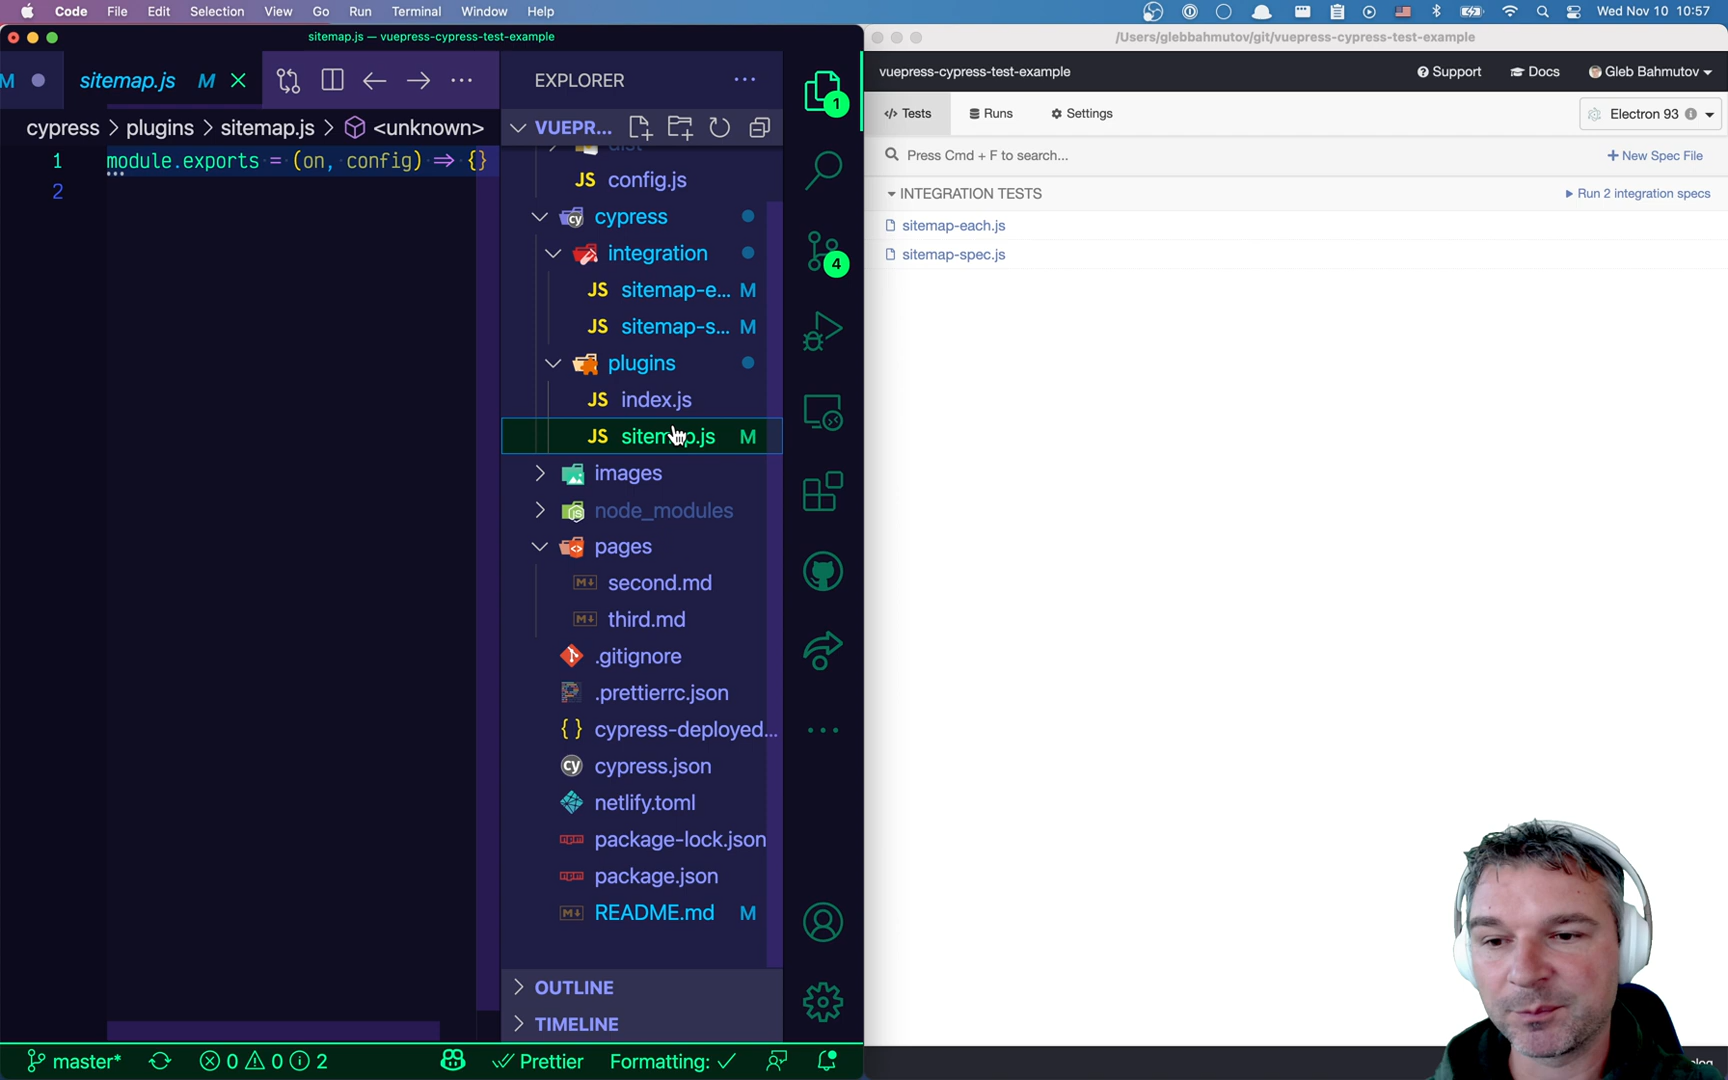 Code File Edit Selection View Go Run Terminal Window Help
Wed Nov 10 10:57
sitemap.js — vuepress-cypress-test-example
M
sitemap.js M
cypress > plugins > sitemap.js > <unknown>
1 module.exports = (on, config) => {}
2
EXPLORER
VUEPR...
dist
config.js
cypress
integration
sitemap-e... M
sitemap-s... M
plugins
index.js
sitemap.js M
images
node_modules
pages
second.md
third.md
.gitignore
.prettierrc.json
cypress-deployed...
cypress.json
netlify.toml
package-lock.json
package.json
README.md M
OUTLINE
TIMELINE
1
4
master* 0 0 2 Prettier Formatting:
/Users/glebbahmutov/git/vuepress-cypress-test-example
vuepress-cypress-test-example
Support Docs Gleb Bahmutov
Tests Runs Settings
Electron 93
Press Cmd + F to search...
New Spec File
INTEGRATION TESTS
Run 2 integration specs
sitemap-each.js
sitemap-spec.js